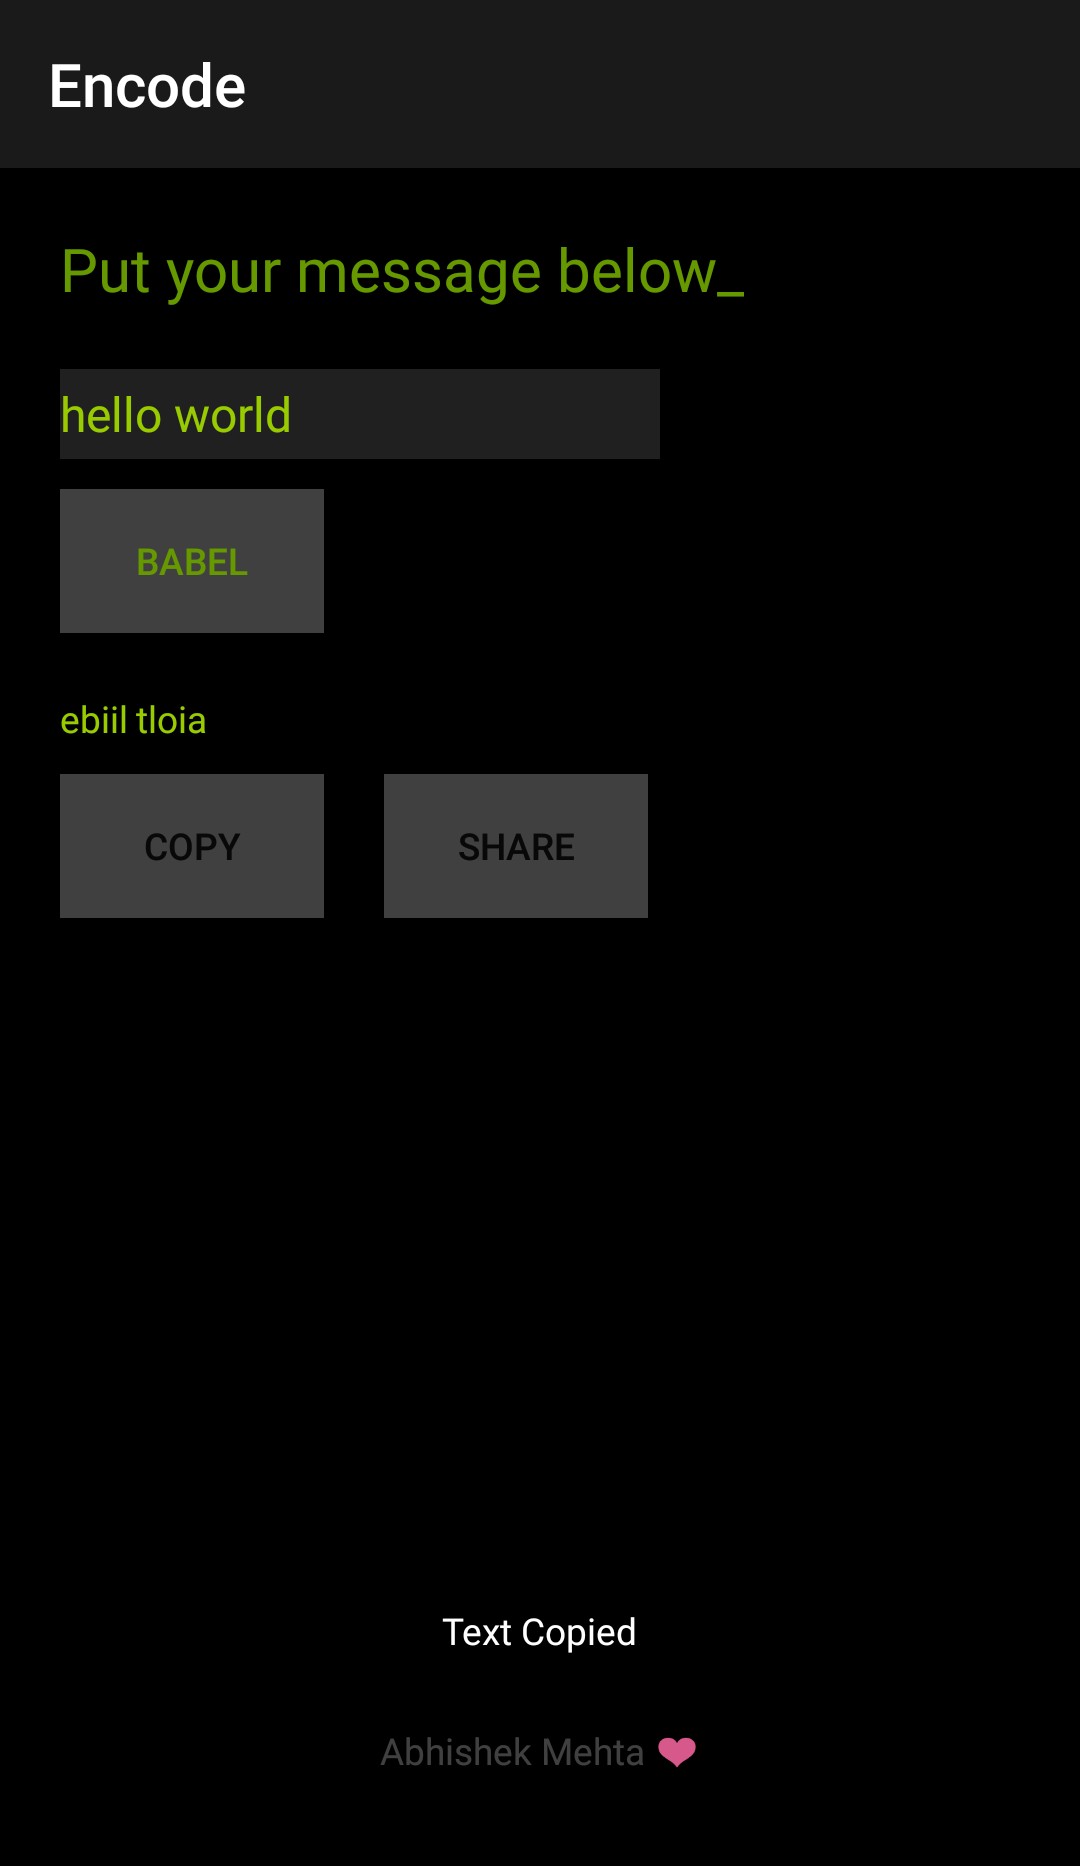 Encode
Put your message below_
hello world
BABEL
ebiil tloia
COPY SHARE
Text Copied
Abhishek Mehta ❤